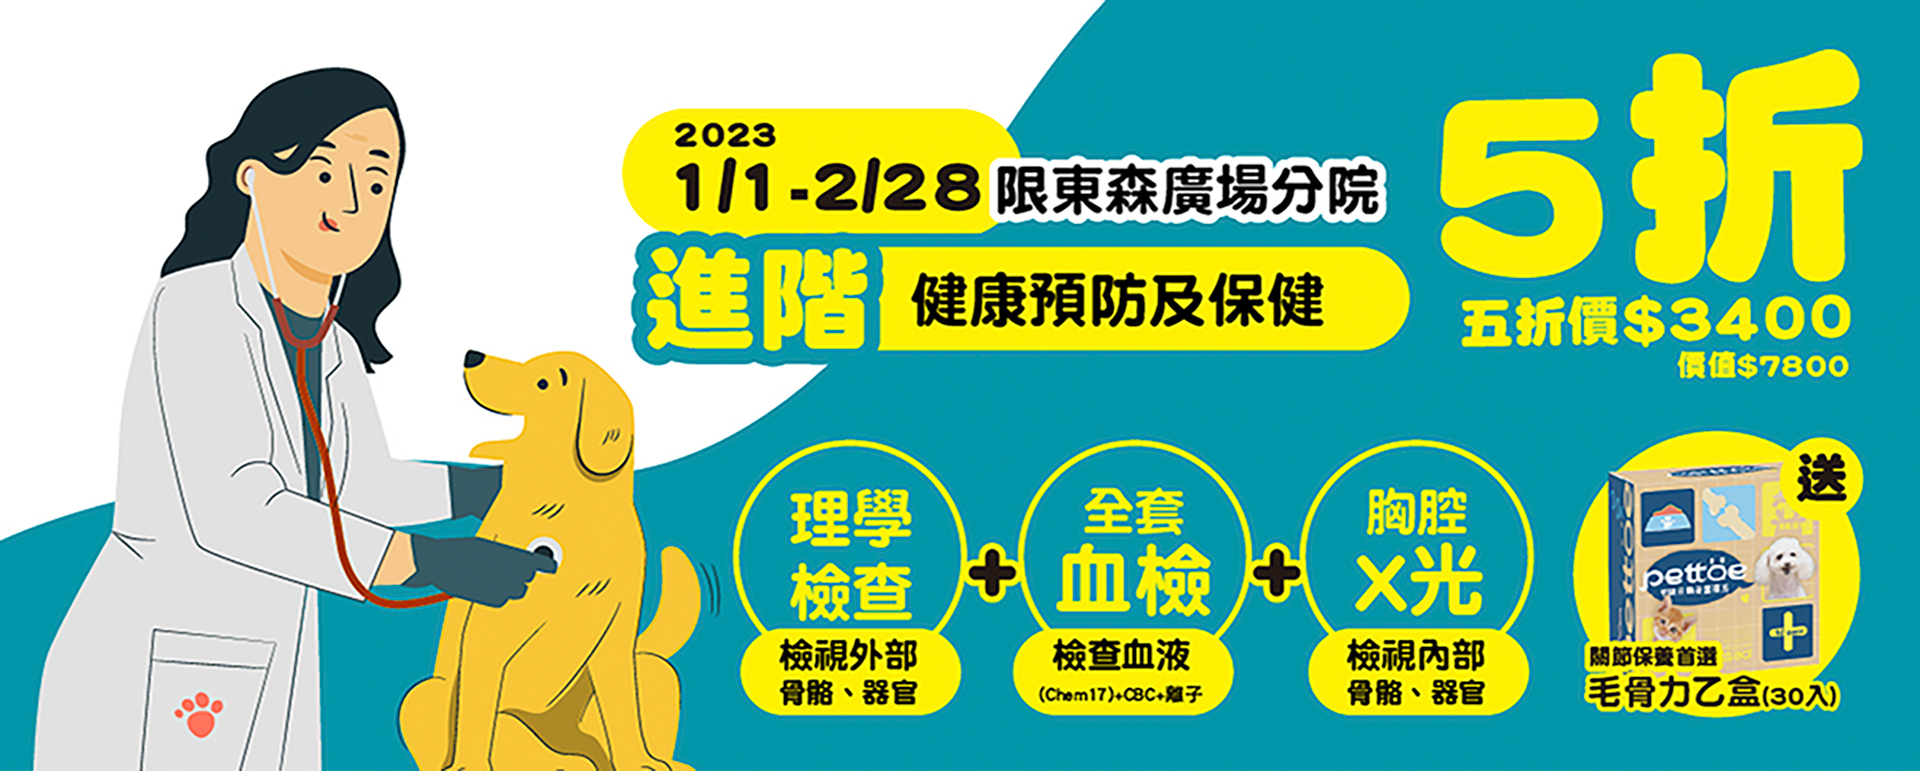 2023
1/1-2/28 限東森廣場分院
進階 健康預防及保健
5折
五折價$3400
價值$7800
理學
檢查
檢視外部
骨骼、器官
+
全套
血檢
檢查血液
(Chem17)+CBC+離子
+
胸腔
X光
檢視內部
骨骼、器官
送
pettoe
關節保養首選
毛骨力乙盒(30入)